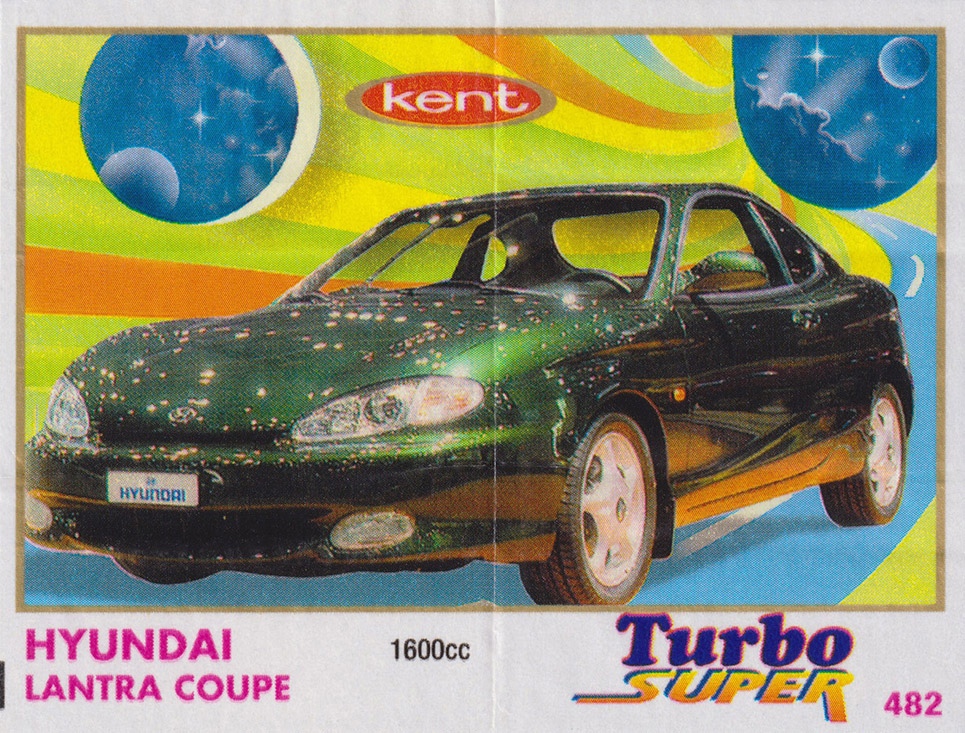 kent
HYUNDAI
HYUNDAI
LANTRA COUPE
1600cc
Turbo
SUPER
482